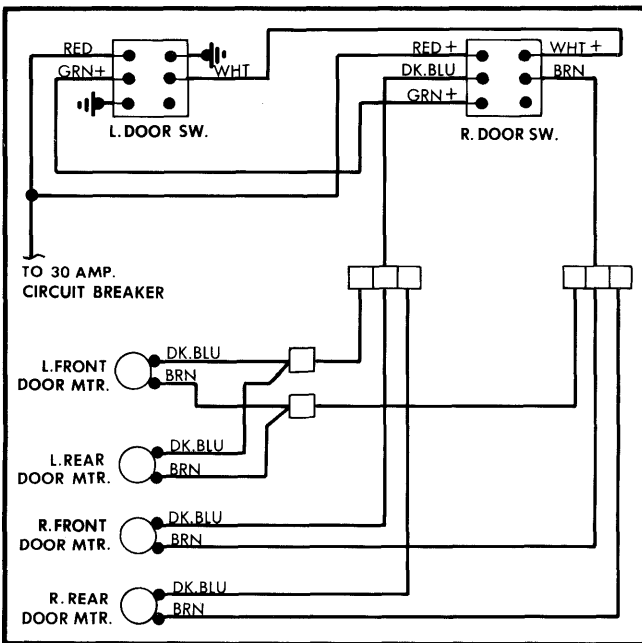 RED
GRN+
WHT
L. DOOR SW.
RED+
DK.BLU
GRN+
WHT+
BRN
R. DOOR SW.
TO 30 AMP.
CIRCUIT BREAKER
L. FRONT
DOOR MTR.
DK.BLU
BRN
L. REAR
DOOR MTR.
DK.BLU
BRN
R. FRONT
DOOR MTR.
DK.BLU
BRN
R. REAR
DOOR MTR.
DK.BLU
BRN